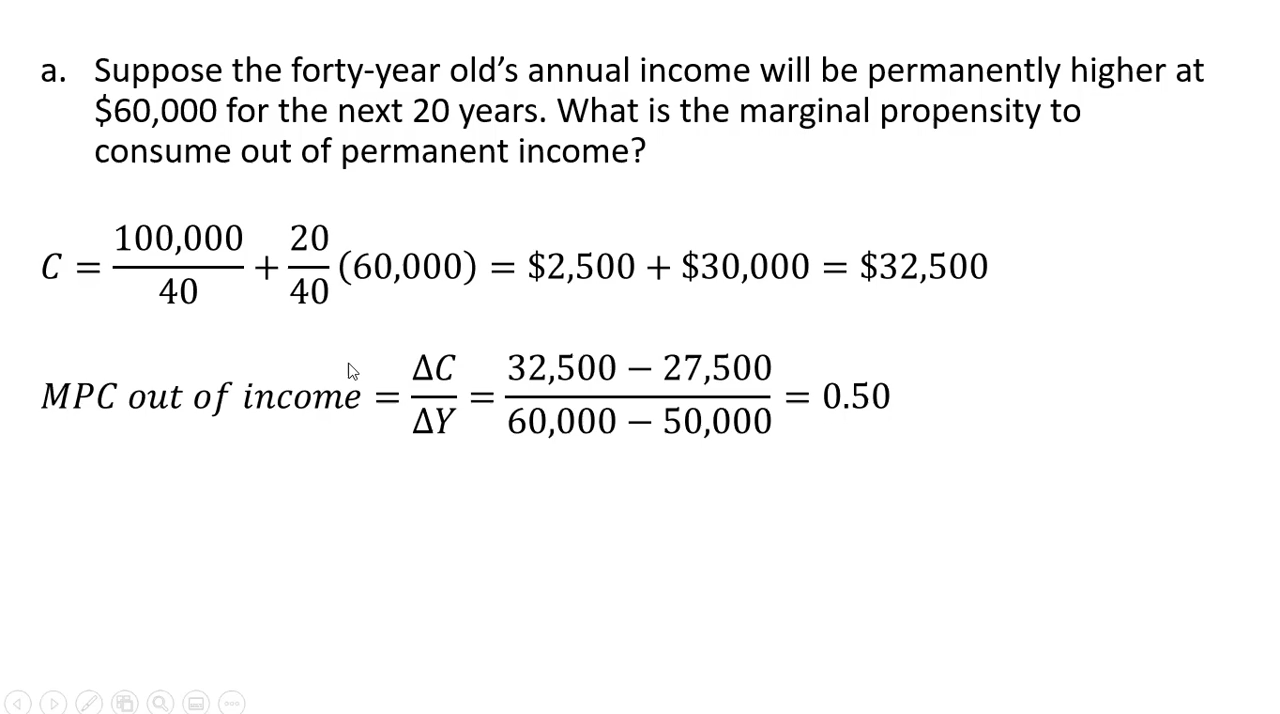 a. Suppose the forty-year old’s annual income will be permanently higher at
$60,000 for the next 20 years. What is the marginal propensity to
consume out of permanent income?
C = 100,000/40 + 20/40 (60,000) = $2,500 + $30,000 = $32,500
MPC out of income = ΔC/ΔY = 32,500 − 27,500/60,000 − 50,000 = 0.50